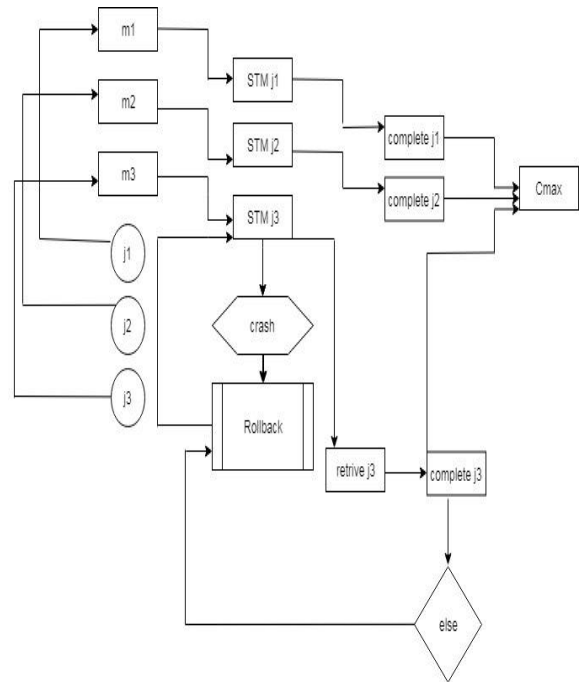 m1
STM j1
m2
complete j1
STM j2
m3
complete j2
Cmax
STM j3
j1
j2
crash
j3
Rollback
retrive j3
complete j3
else